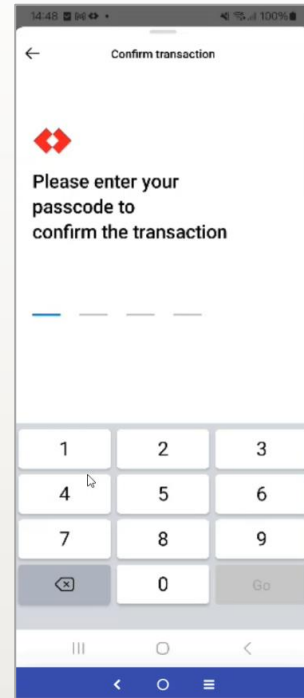 14:48 100%
Confirm transaction
Please enter your
passcode to
confirm the transaction
1 2 3
4 5 6
7 8 9
0 Go